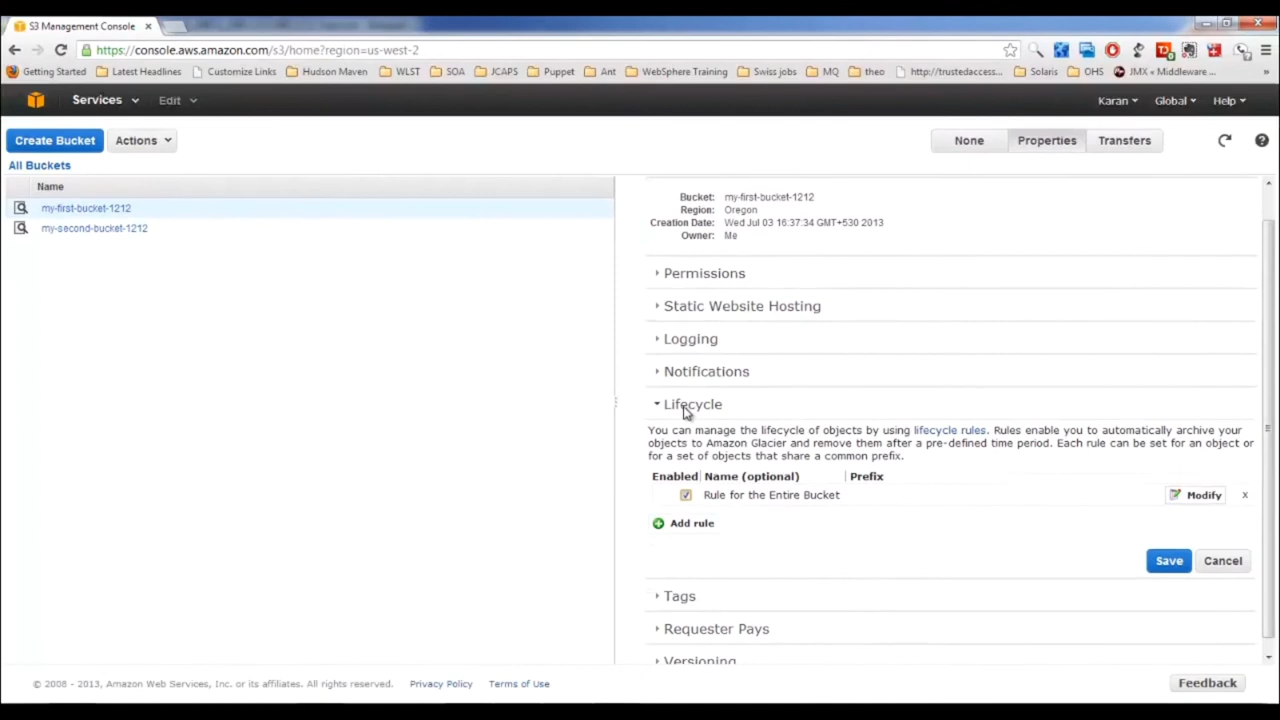 S3 Management Console
https://console.aws.amazon.com/s3/home?region=us-west-2
Getting Started Latest Headlines Customize Links Hudson Maven WLST SOA JCAPS Puppet Ant WebSphere Training Swiss jobs MQ theo http://trustedaccess... Solaris OHS JMX « Middleware ...
Services Edit Karan Global Help
Create Bucket Actions None Properties Transfers
All Buckets
Name
my-first-bucket-1212
my-second-bucket-1212
Bucket: my-first-bucket-1212
Region: Oregon
Creation Date: Wed Jul 03 16:37:34 GMT+530 2013
Owner: Me
Permissions
Static Website Hosting
Logging
Notifications
Lifecycle
You can manage the lifecycle of objects by using lifecycle rules. Rules enable you to automatically archive your
objects to Amazon Glacier and remove them after a pre-defined time period. Each rule can be set for an object or
for a set of objects that share a common prefix.
Enabled Name (optional) Prefix
Rule for the Entire Bucket Modify x
Add rule
Save Cancel
Tags
Requester Pays
Versioning
© 2008 - 2013, Amazon Web Services, Inc. or its affiliates. All rights reserved. Privacy Policy Terms of Use Feedback